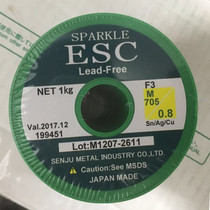 SPARKLE
ESC
Lead-Free
NET 1kg
F3
M
705
0.8
Sn/Ag/Cu
Val.2017.12
199451
Lot:M1207-2611
SENJU METAL INDUSTRY CO.,LTD.
Caution:See MSDS
JAPAN MADE